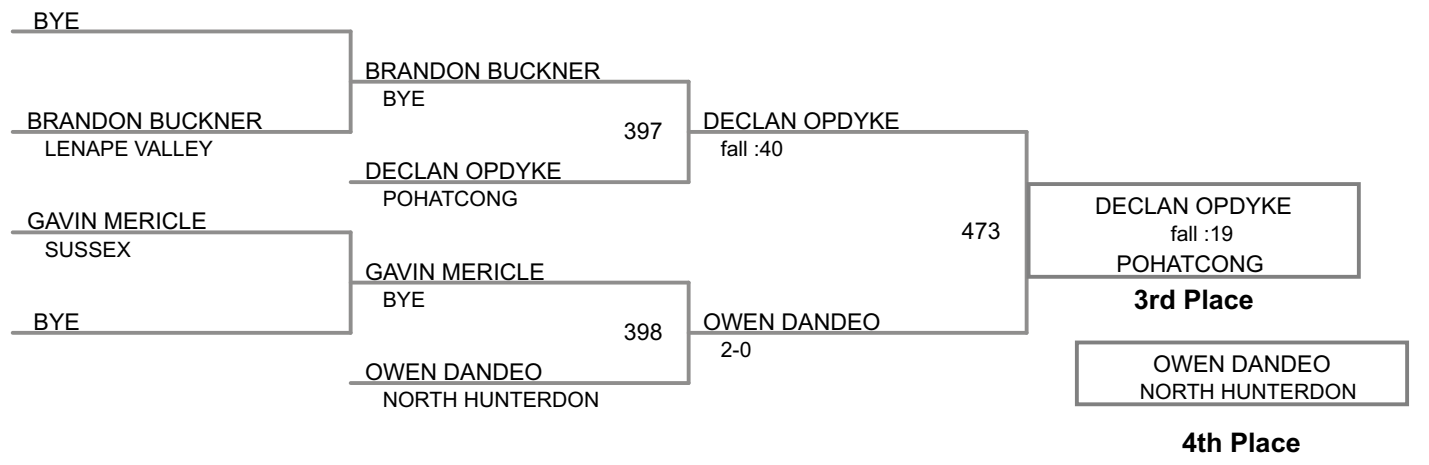 BYE
BRANDON BUCKNER
BYE
BRANDON BUCKNER
LENAPE VALLEY
397
DECLAN OPDYKE
fall :40
DECLAN OPDYKE
POHATCONG
GAVIN MERICLE
SUSSEX
473
DECLAN OPDYKE
fall :19
POHATCONG
3rd Place
GAVIN MERICLE
BYE
BYE
398
OWEN DANDEO
2-0
OWEN DANDEO
NORTH HUNTERDON
OWEN DANDEO
NORTH HUNTERDON
4th Place